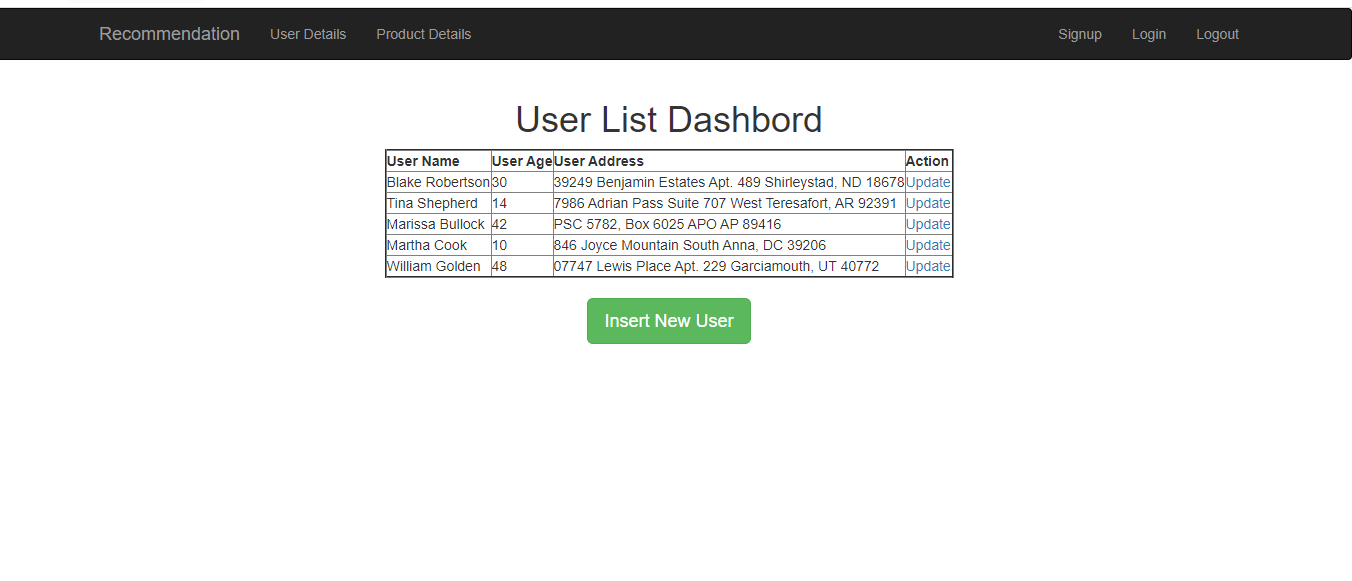 Recommendation User Details Product Details Signup Login Logout
User List Dashbord
User Name User Age User Address Action
Blake Robertson 30 39249 Benjamin Estates Apt. 489 Shirleystad, ND 18678 Update
Tina Shepherd 14 7986 Adrian Pass Suite 707 West Teresafort, AR 92391 Update
Marissa Bullock 42 PSC 5782, Box 6025 APO AP 89416 Update
Martha Cook 10 846 Joyce Mountain South Anna, DC 39206 Update
William Golden 48 07747 Lewis Place Apt. 229 Garciamouth, UT 40772 Update
Insert New User